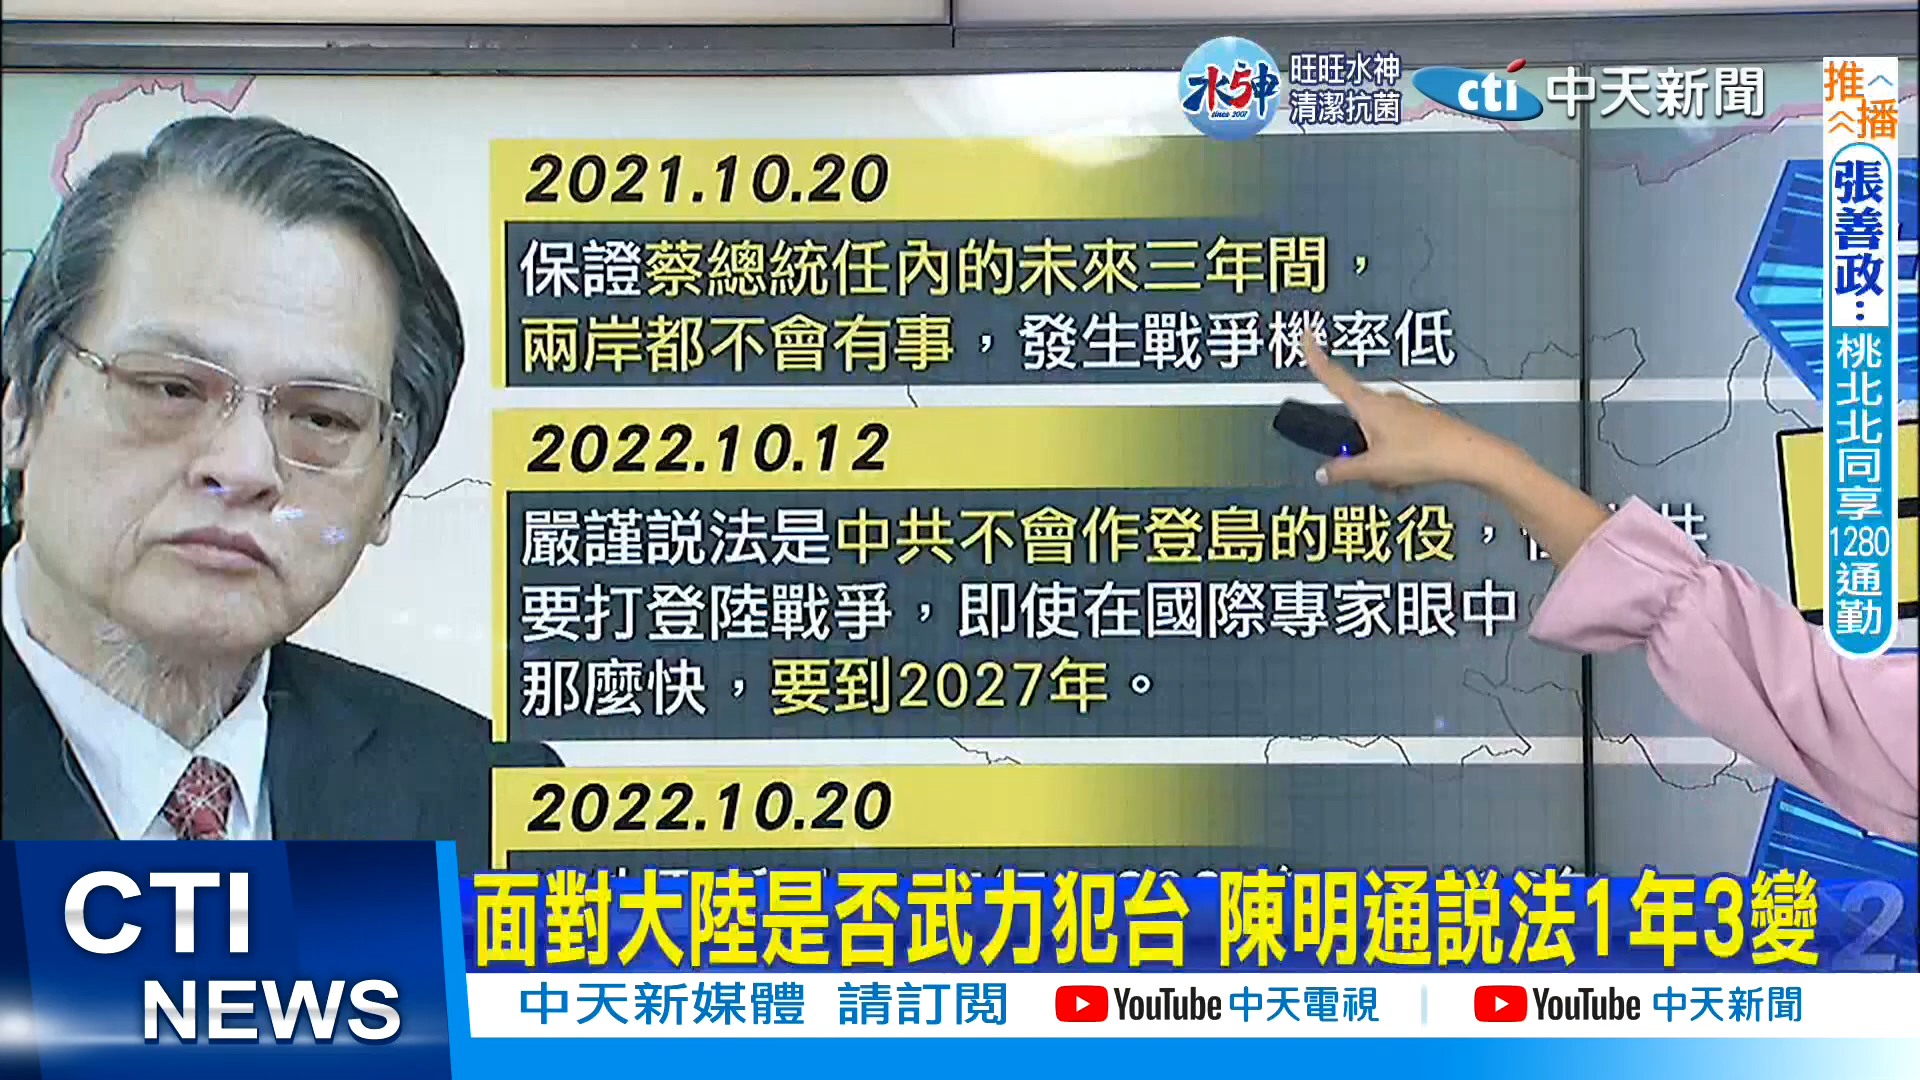 水神
since 2007
旺旺水神
清潔抗菌
cti 中天新聞
推播
張善政…
桃北北同享1280通勤
2021.10.20
保證蔡總統任內的未來三年間，
兩岸都不會有事，發生戰爭機率低
2022.10.12
嚴謹説法是中共不會作登島的戰役，
要打登陸戰爭，即使在國際專家眼中
那麼快，要到2027年。
2022.10.20
CTI
NEWS
面對大陸是否武力犯台 陳明通説法1年3變
中天新媒體 請訂閱 YouTube 中天電視 YouTube 中天新聞